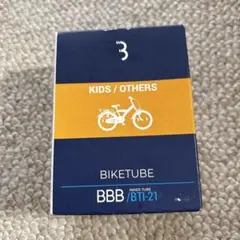 KIDS / OTHERS
BIKETUBE
BBB INNER TUBE
/BTI-21